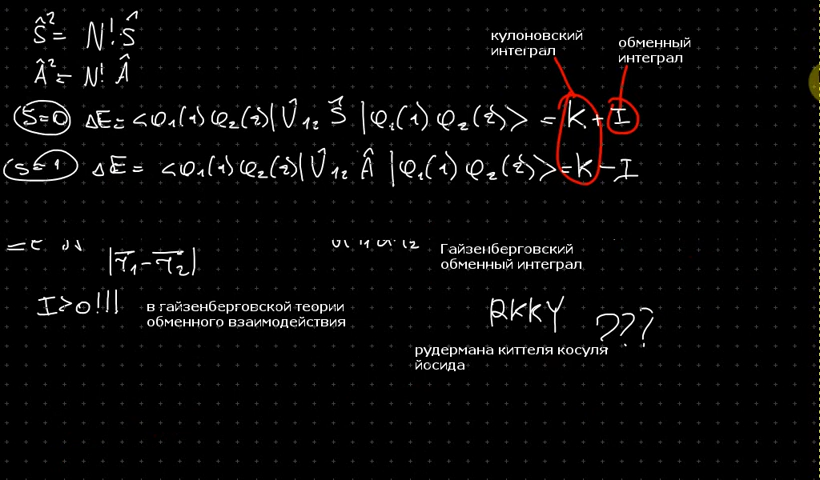 Ŝ² = N! Ŝ
Â² = N! Â
кулоновский
интеграл
обменный
интеграл
(S=0) ΔE = <φ₁(1) φ₂(2)| Û₁₂ Ŝ |φ₁(1) φ₂(2)> = K + I
(S=1) ΔE = <φ₁(1) φ₂(2)| Û₁₂ Â |φ₁(1) φ₂(2)> = K - I
|r₁ - r₂|
Гайзенберговский
обменный интеграл
I>0!!!
в гайзенберговской теории
обменного взаимодействия
RKKY ???
рудермана киттеля косуля
йосида